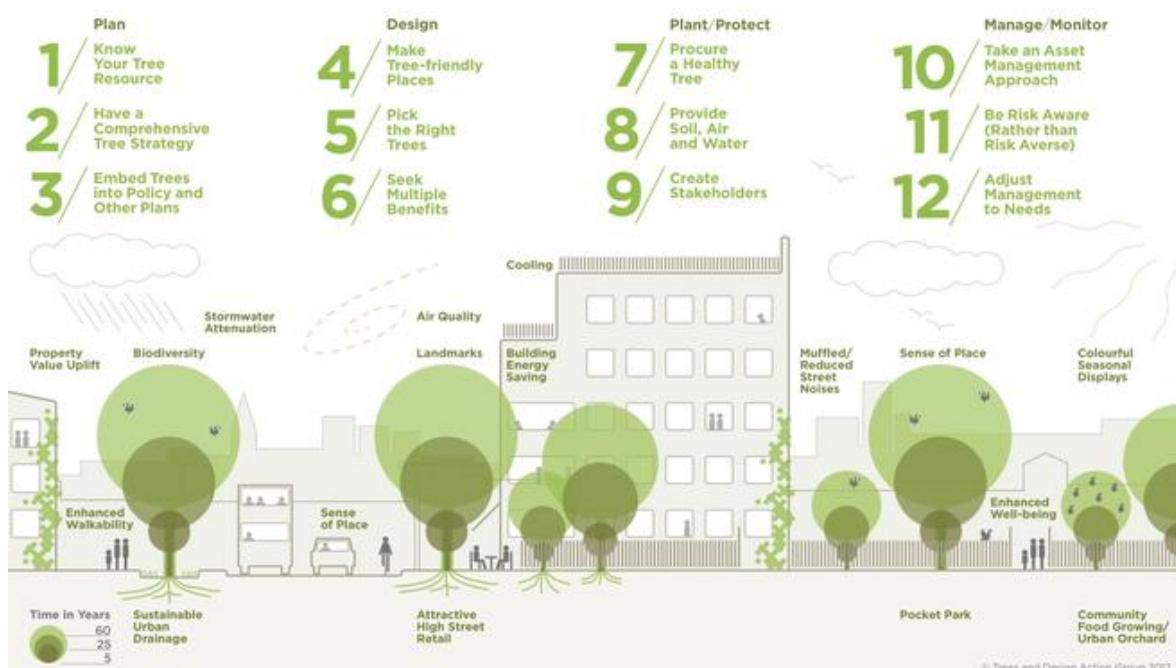 Plan
1
Know
Your Tree
Resource
2
Have a
Comprehensive
Tree Strategy
3
Embed Trees
into Policy and
Other Plans
Design
4
Make
Tree-friendly
Places
5
Pick
the Right
Trees
6
Seek
Multiple
Benefits
Plant/Protect
7
Procure
a Healthy
Tree
8
Provide
Soil, Air
and Water
9
Create
Stakeholders
Manage/Monitor
10
Take an Asset
Management
Approach
11
Be Risk Aware
(Rather than
Risk Averse)
12
Adjust
Management
to Needs
Cooling
Stormwater
Attenuation
Air Quality
Property
Value Uplift
Biodiversity
Landmarks
Building
Energy
Saving
Muffled/
Reduced
Street
Noises
Sense of Place
Colourful
Seasonal
Displays
Enhanced
Walkability
Sense
of Place
Enhanced
Well-being
Time in Years
60
25
5
Sustainable
Urban
Drainage
Attractive
High Street
Retail
Pocket Park
Community
Food Growing/
Urban Orchard
© Trees and Design Action Group